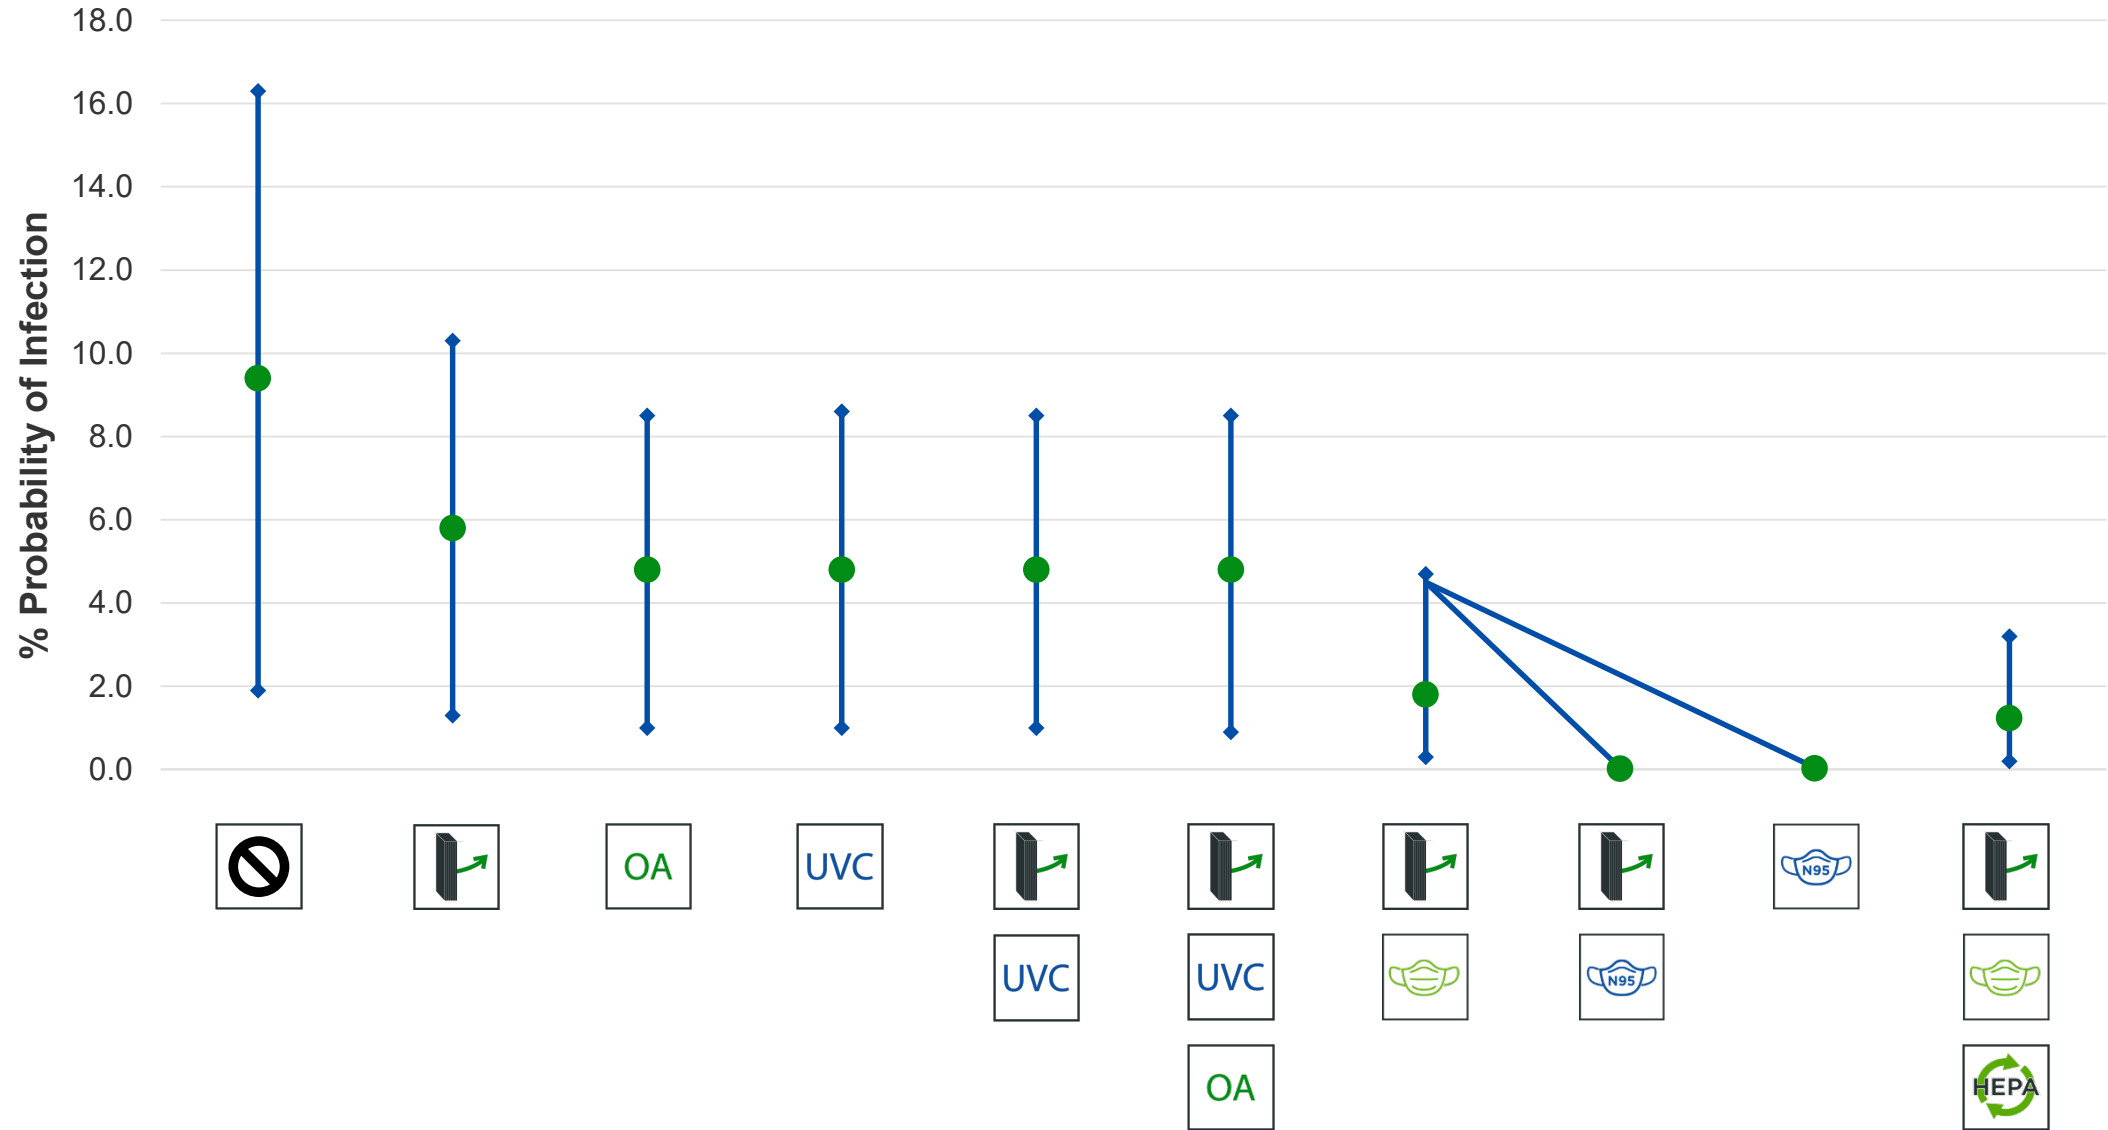 % Probability of Infection
18.0
16.0
14.0
12.0
10.0
8.0
6.0
4.0
2.0
0.0
OA
UVC
N95
UVC
UVC
N95
OA
HEPA